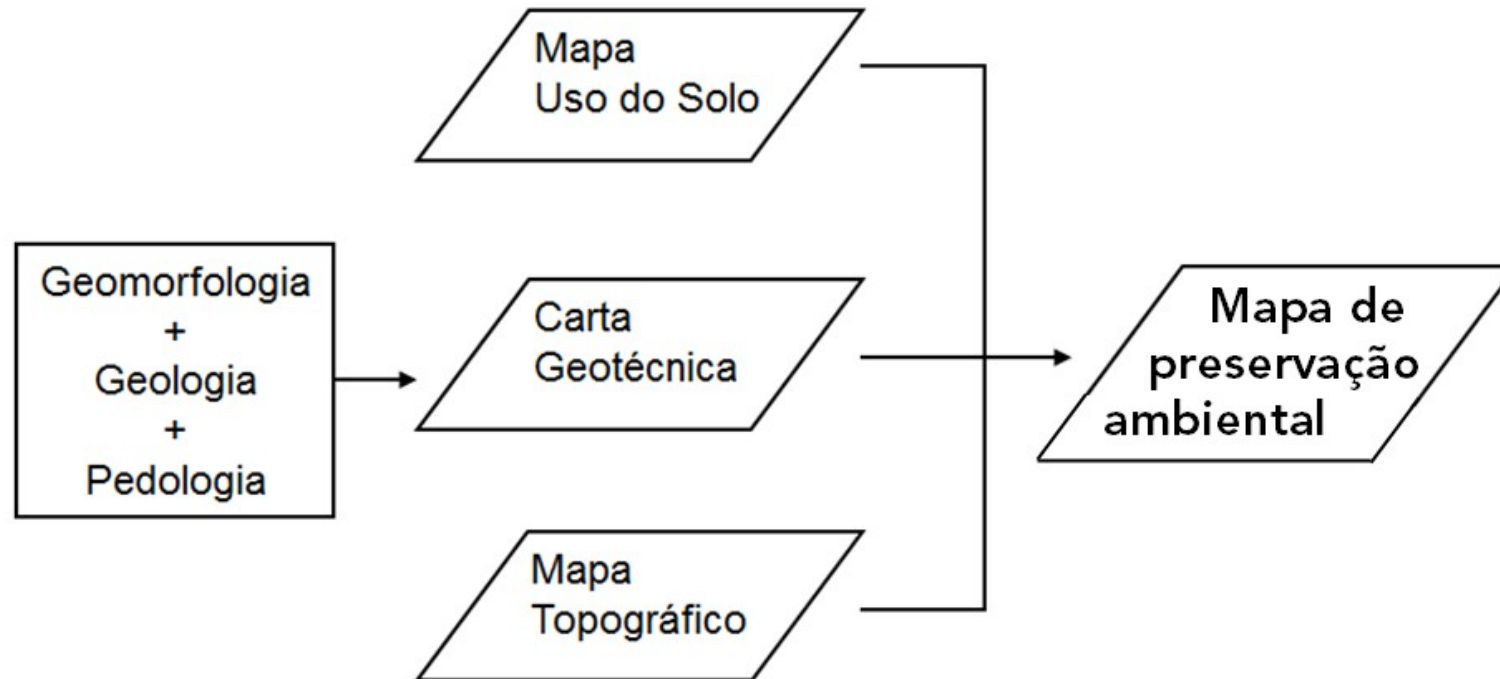 Mapa
Uso do Solo
Geomorfologia
+
Geologia
+
Pedologia
Carta
Geotécnica
Mapa
Topográfico
Mapa de
preservação
ambiental